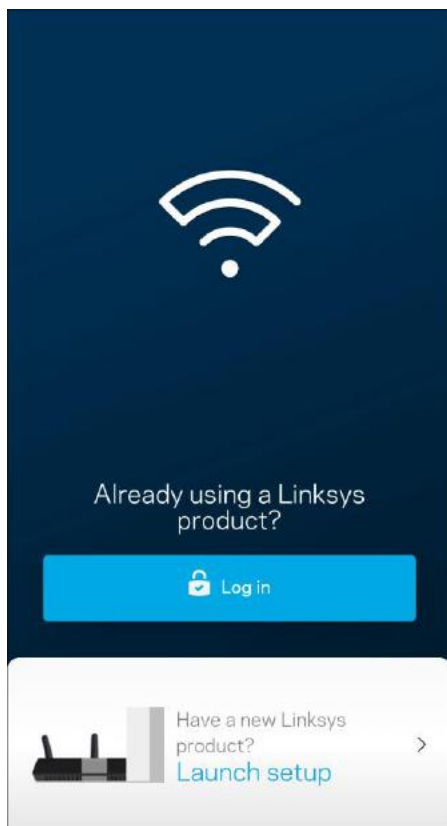 Already using a Linksys
product?
Log in
Have a new Linksys
product?
Launch setup